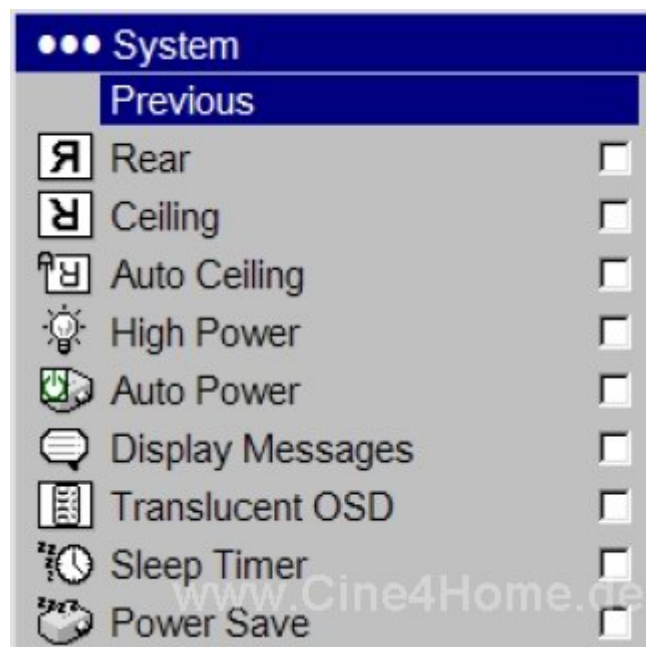 System
Previous
Rear
Ceiling
Auto Ceiling
High Power
Auto Power
Display Messages
Translucent OSD
Sleep Timer
www.Cine4Home.de
Power Save